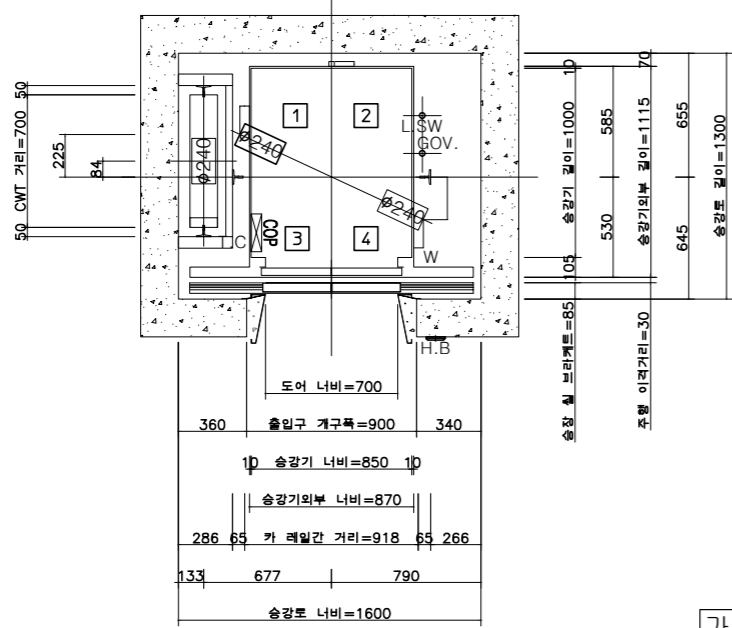 1
2
L.SW
GOV.
φ240
φ240
φ240
C
COP
3
4
W
H.B
50
CWT 거리=700
50
225
84
10
승강기 길이=1000
105
승장 실 브라케트=85
585
530
70
승강기외부 길이=1115
주행 이격거리=30
655
645
승강로 길이=1300
도어 너비=700
360 출입구 개구폭=900 340
10 승강기 너비=850 10
승강기외부 너비=870
286 65 카 레일간 거리=918 65 266
133 677 790
승강로 너비=1600